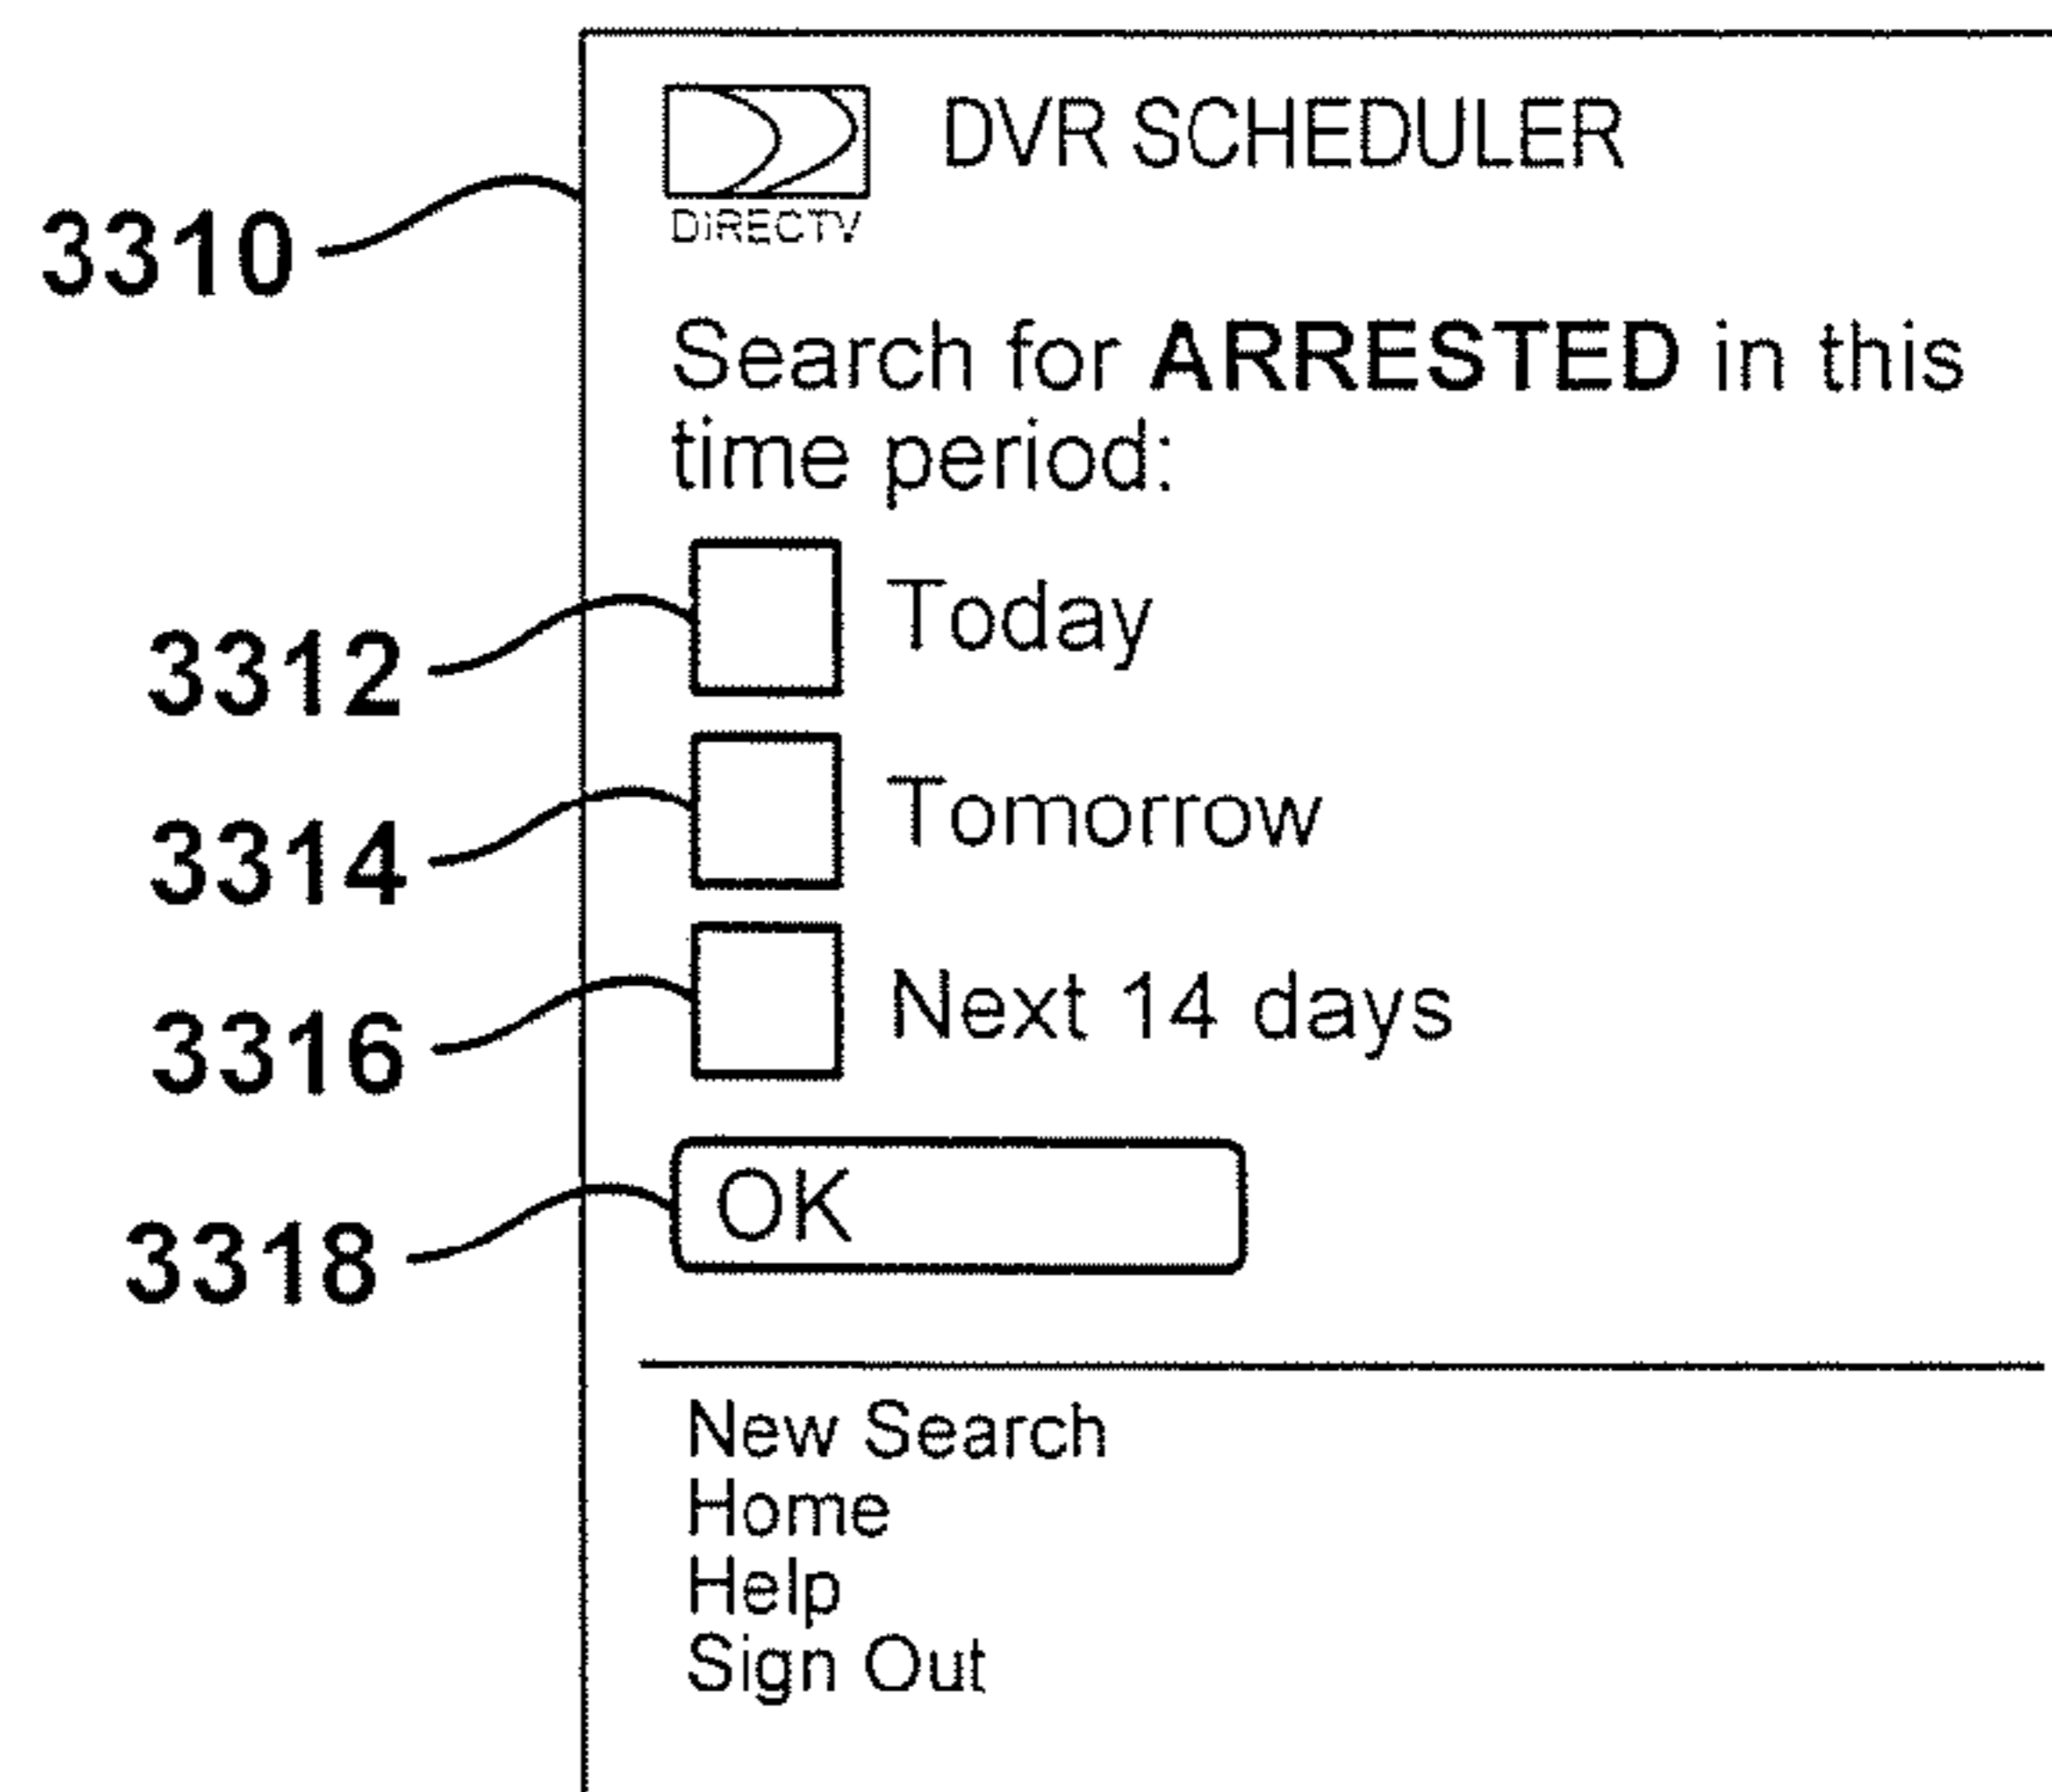 DVR SCHEDULER
DIRECTV
3310
Search for ARRESTED in this
time period:
3312 Today
3314 Tomorrow
3316 Next 14 days
3318 OK
New Search
Home
Help
Sign Out